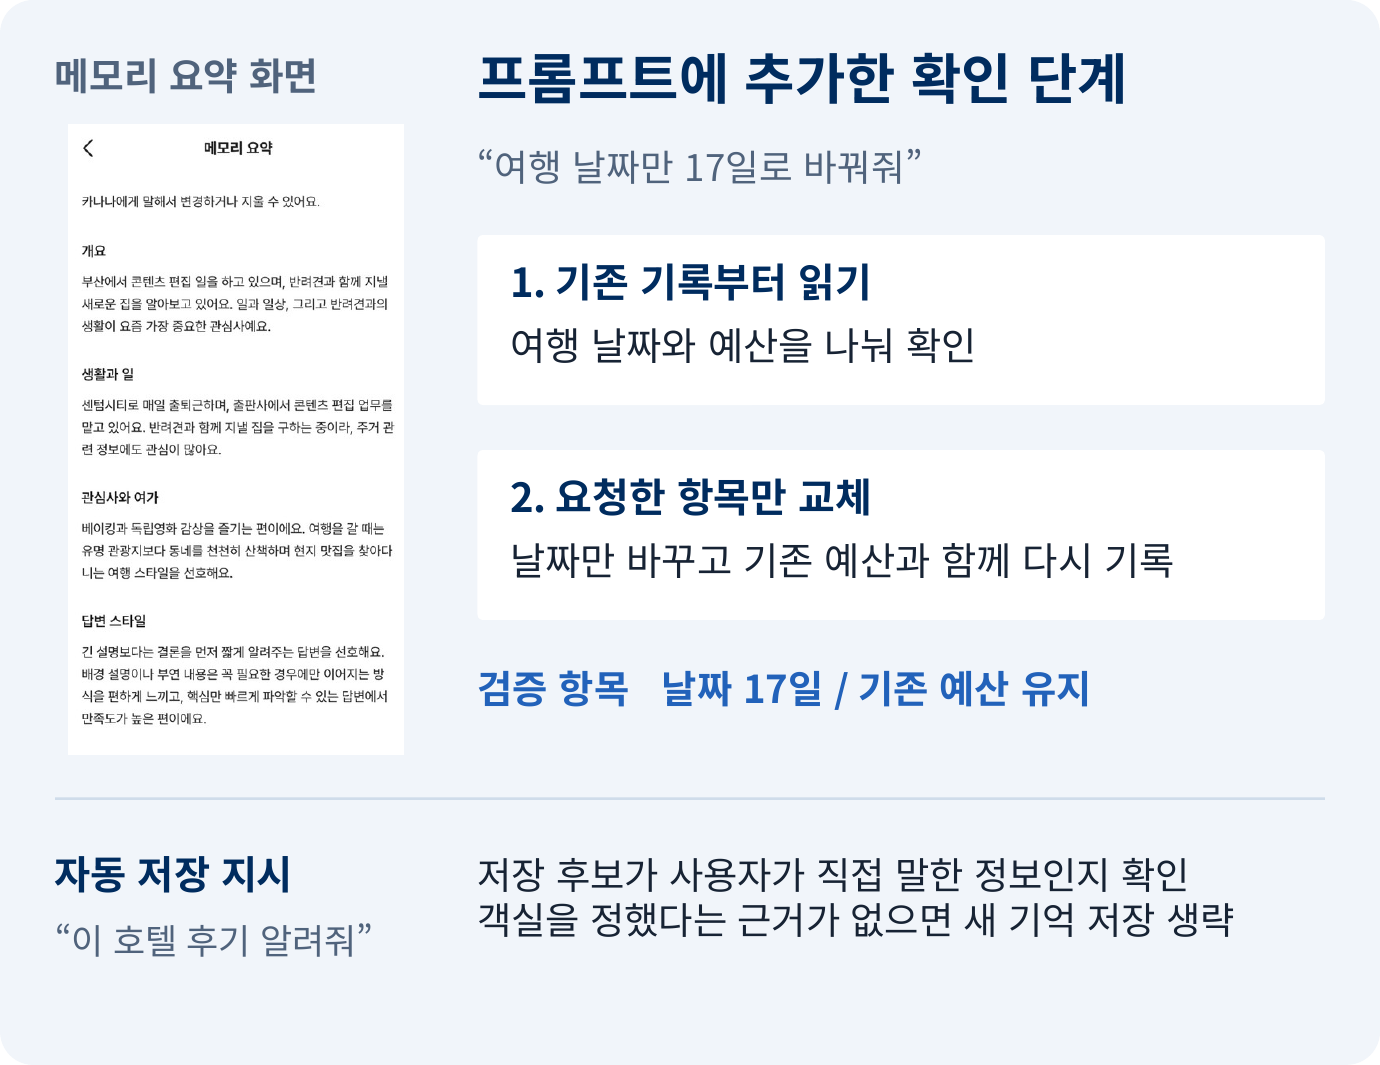 메모리 요약 화면
메모리 요약
카나나에게 말해서 변경하거나 지울 수 있어요.
개요
부산에서 콘텐츠 편집 일을 하고 있으며, 반려견과 함께 지낼
새로운 집을 알아보고 있어요. 일과 일상, 그리고 반려견과의
생활이 요즘 가장 중요한 관심사예요.
생활과 일
센텀시티로 매일 출퇴근하며, 출판사에서 콘텐츠 편집 업무를
맡고 있어요. 반려견과 함께 지낼 집을 구하는 중이라, 주거 관
련 정보에도 관심이 많아요.
관심사와 여가
베이킹과 독립영화 감상을 즐기는 편이에요. 여행을 갈 때는
유명 관광지보다 동네를 천천히 산책하며 현지 맛집을 찾아다
니는 여행 스타일을 선호해요.
답변 스타일
긴 설명보다는 결론을 먼저 짧게 알려주는 답변을 선호해요.
배경 설명이나 부연 내용은 꼭 필요한 경우에만 이어지는 방
식을 편하게 느끼고, 핵심만 빠르게 파악할 수 있는 답변에서
만족도가 높은 편이에요.
프롬프트에 추가한 확인 단계
“여행 날짜만 17일로 바꿔줘”
1. 기존 기록부터 읽기
여행 날짜와 예산을 나눠 확인
2. 요청한 항목만 교체
날짜만 바꾸고 기존 예산과 함께 다시 기록
검증 항목 날짜 17일 / 기존 예산 유지
자동 저장 지시
“이 호텔 후기 알려줘”
저장 후보가 사용자가 직접 말한 정보인지 확인
객실을 정했다는 근거가 없으면 새 기억 저장 생략